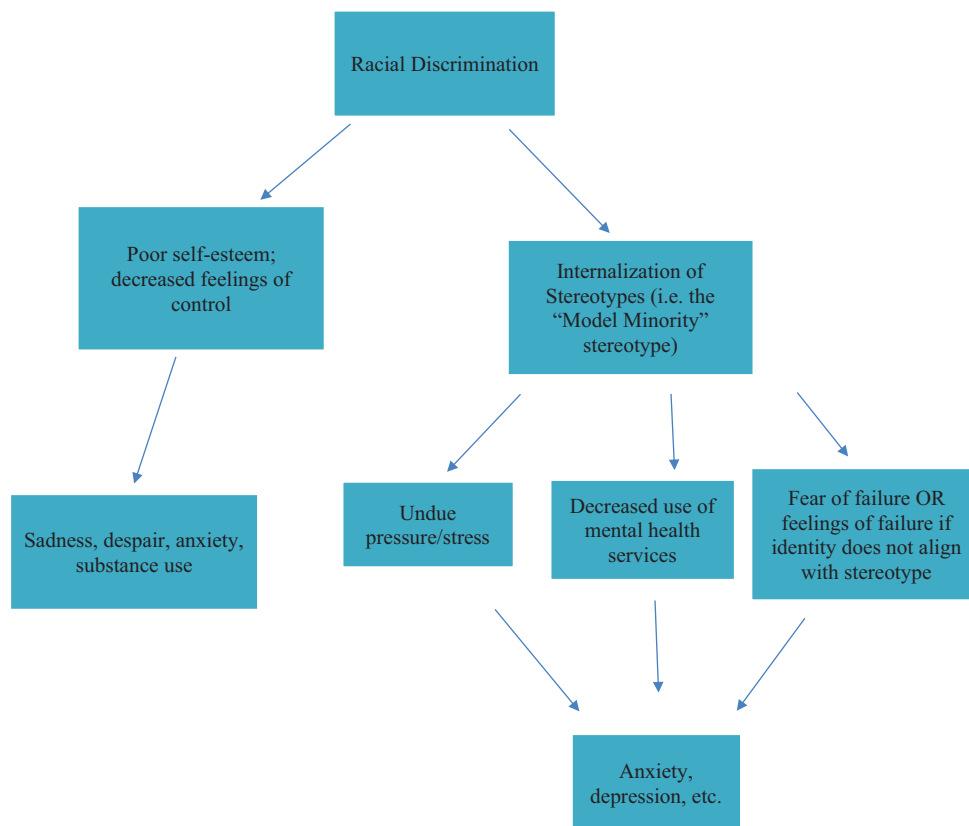 Racial Discrimination
Poor self-esteem;
decreased feelings of
control
Internalization of
Stereotypes (i.e. the
“Model Minority”
stereotype)
Sadness, despair, anxiety,
substance use
Undue
pressure/stress
Decreased use of
mental health
services
Fear of failure OR
feelings of failure if
identity does not align
with stereotype
Anxiety,
depression, etc.